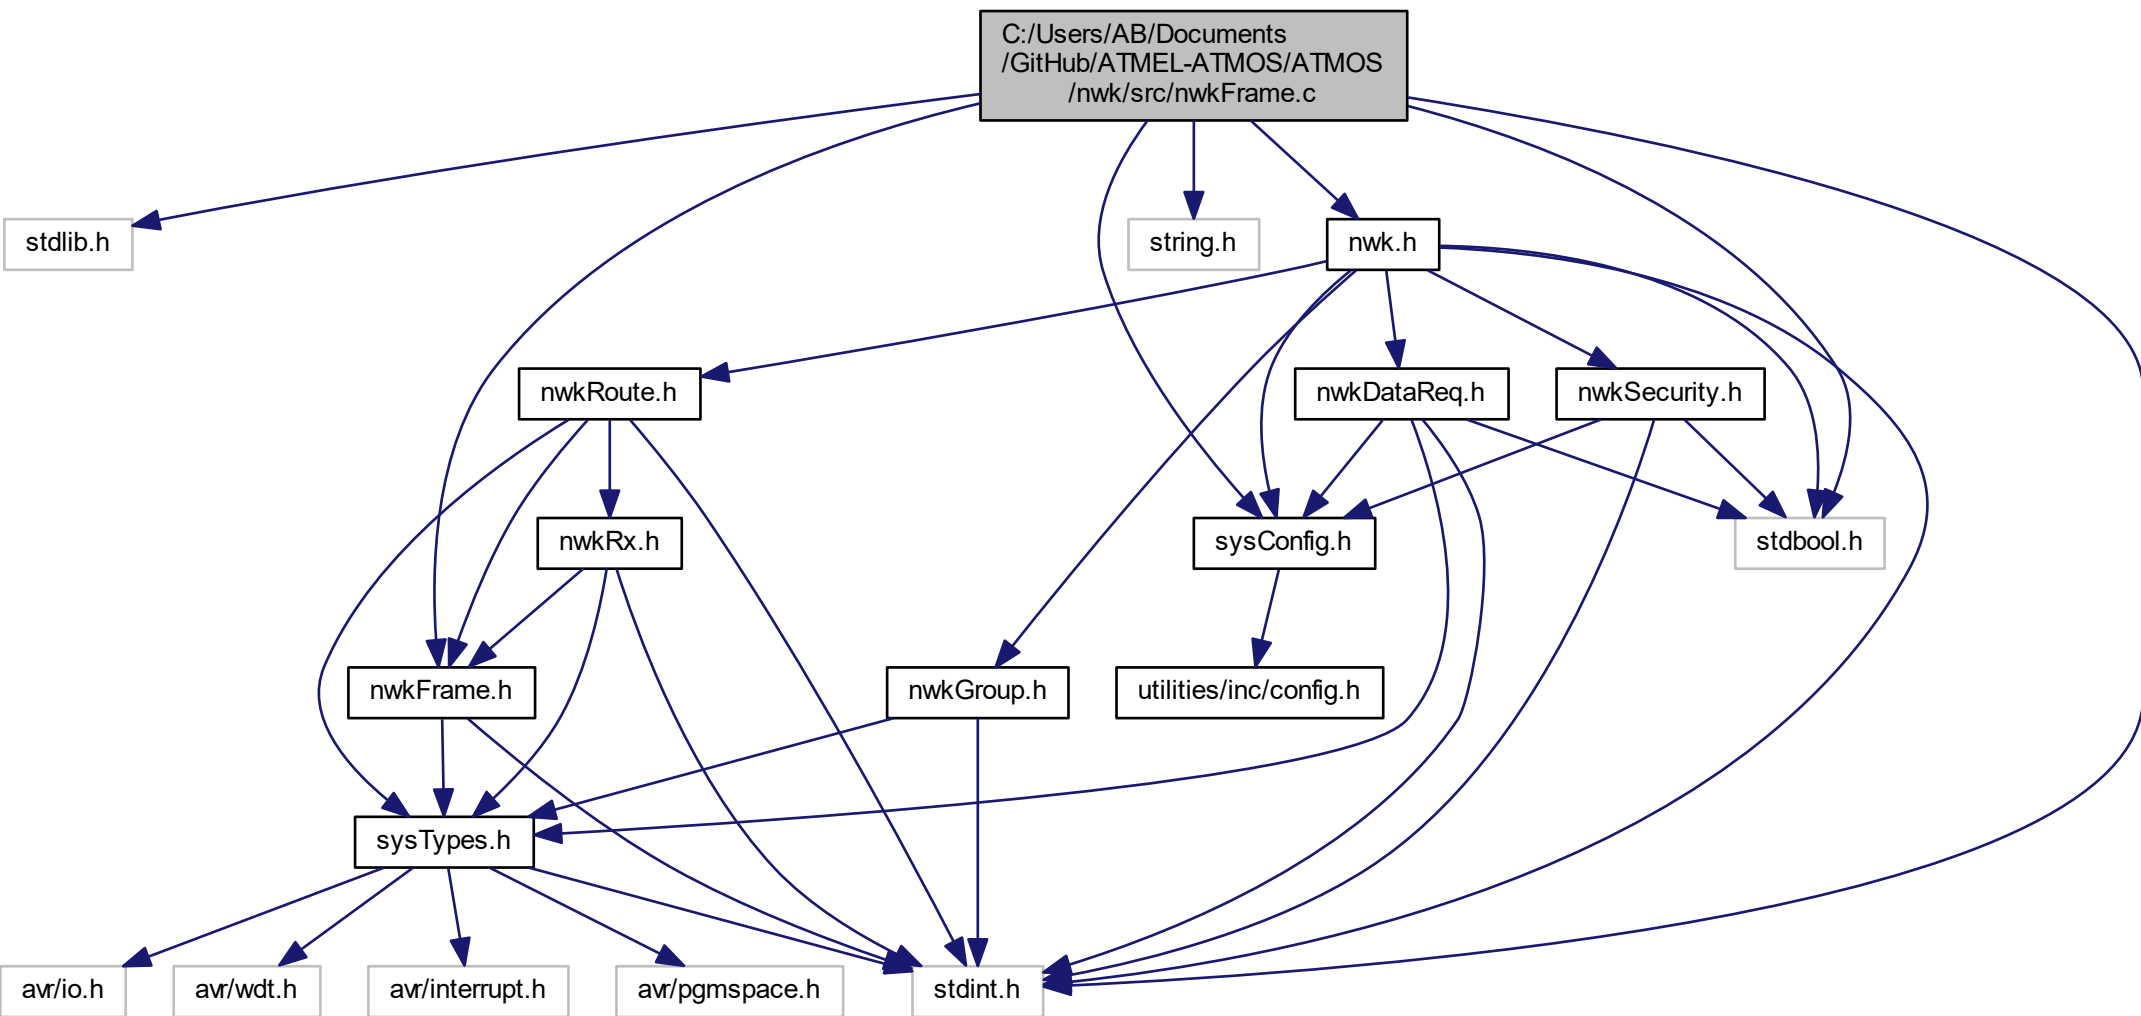 C:/Users/AB/Documents
/GitHub/ATMEL-ATMOS/ATMOS
/nwk/src/nwkFrame.c
stdlib.h
string.h
nwk.h
nwkRoute.h
nwkDataReq.h
nwkSecurity.h
nwkRx.h
sysConfig.h
stdbool.h
nwkFrame.h
nwkGroup.h
utilities/inc/config.h
sysTypes.h
avr/io.h
avr/wdt.h
avr/interrupt.h
avr/pgmspace.h
stdint.h